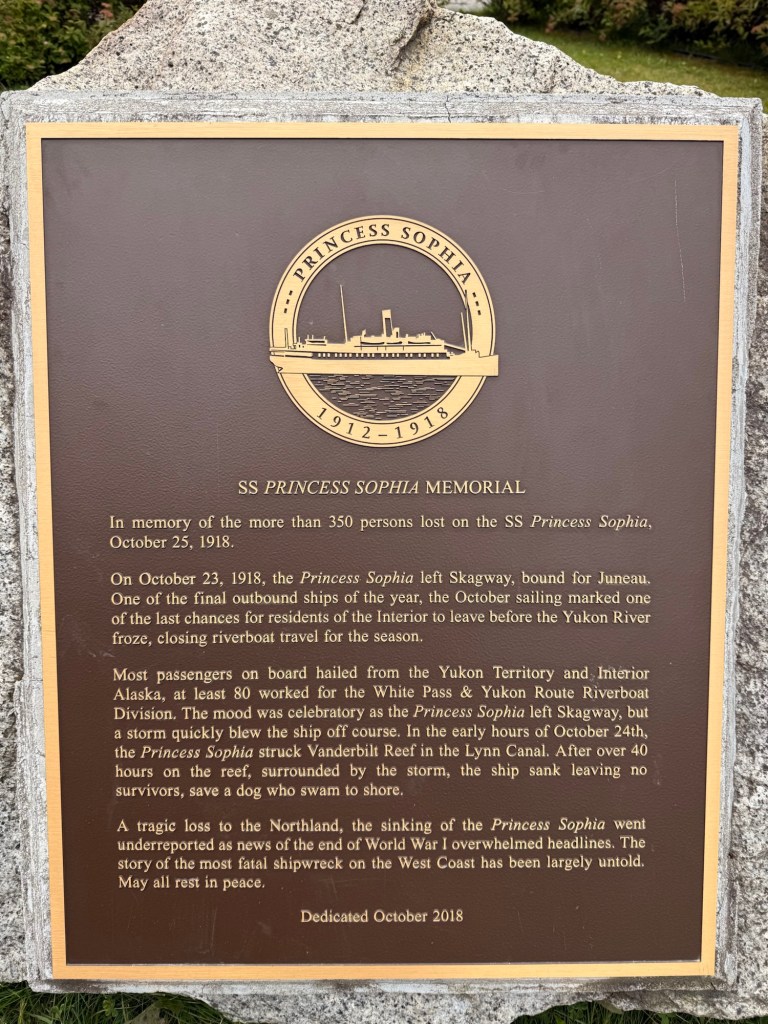 PRINCESS SOPHIA
1912–1918
SS PRINCESS SOPHIA MEMORIAL
In memory of the more than 350 persons lost on the SS Princess Sophia,
October 25, 1918.
On October 23, 1918, the Princess Sophia left Skagway, bound for Juneau.
One of the final outbound ships of the year, the October sailing marked one
of the last chances for residents of the Interior to leave before the Yukon River
froze, closing riverboat travel for the season.
Most passengers on board hailed from the Yukon Territory and Interior
Alaska, at least 80 worked for the White Pass & Yukon Route Riverboat
Division. The mood was celebratory as the Princess Sophia left Skagway, but
a storm quickly blew the ship off course. In the early hours of October 24th,
the Princess Sophia struck Vanderbilt Reef in the Lynn Canal. After over 40
hours on the reef, surrounded by the storm, the ship sank leaving no
survivors, save a dog who swam to shore.
A tragic loss to the Northland, the sinking of the Princess Sophia went
underreported as news of the end of World War I overwhelmed headlines. The
story of the most fatal shipwreck on the West Coast has been largely untold.
May all rest in peace.
Dedicated October 2018